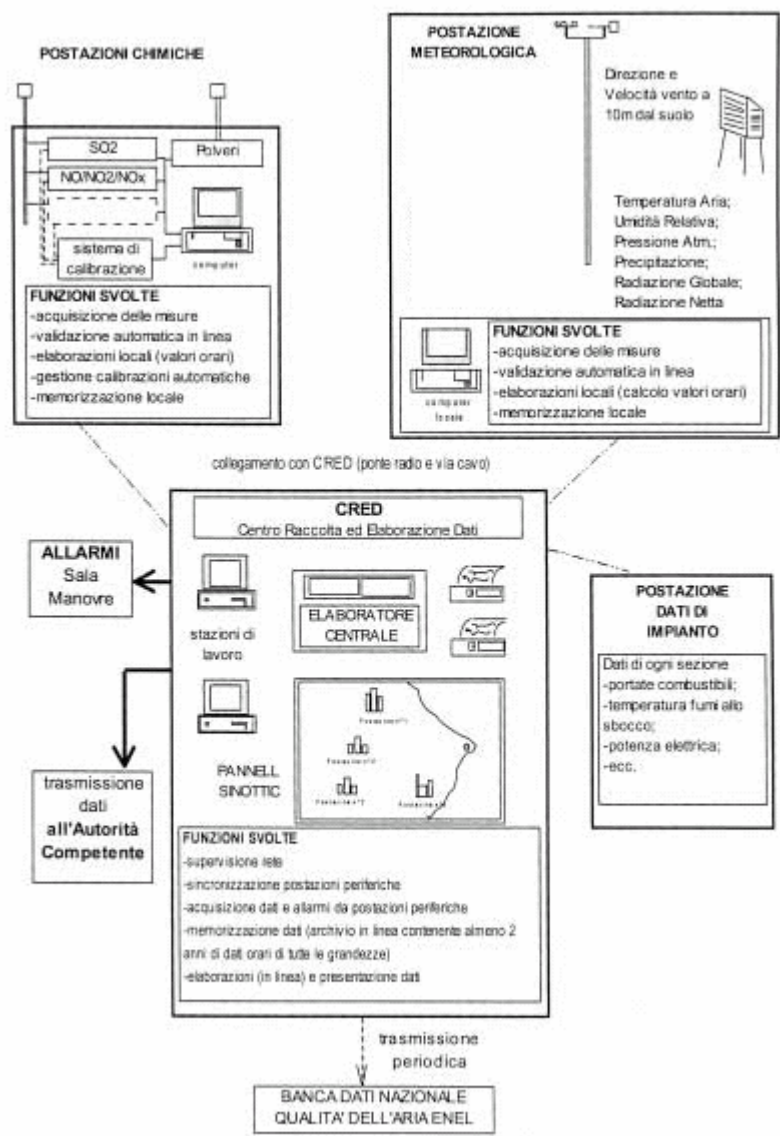 POSTAZIONI CHIMICHE
SO2
Polveri
NO/NO2/NOx
sistema di
calibrazione
computer
FUNZIONI SVOLTE
-acquisizione delle misure
-validazione automatica in linea
-elaborazioni locali (valori orari)
-gestione calibrazioni automatiche
-memorizzazione locale
POSTAZIONE
METEOROLOGICA
Direzione e
Velocità vento a
10m dal suolo
Temperatura Aria;
Umidità Relativa;
Pressione Atm.;
Precipitazione;
Radiazione Globale;
Radiazione Netta
computer
locale
FUNZIONI SVOLTE
-acquisizione delle misure
-validazione automatica in linea
-elaborazioni locali (calcolo valori orari)
-memorizzazione locale
collegamento con CRED (ponte radio e via cavo)
CRED
Centro Raccolta ed Elaborazione Dati
ALLARMI
Sala
Manovre
stazioni di
lavoro
ELABORATORE
CENTRALE
POSTAZIONE
DATI DI
IMPIANTO
Dati di ogni sezione
-portate combustibili;
-temperatura fumi allo
sbocco;
-potenza elettrica;
-ecc.
PANNELL
SINOTTIC
trasmissione
dati
all'Autorità
Competente
FUNZIONI SVOLTE
-supervisione rete
-sincronizzazione postazioni periferiche
-acquisizione dati e allarmi da postazioni periferiche
-memorizzazione dati (archivio in linea contenente almeno 2
anni di dati orari di tutte le grandezze)
-elaborazioni (in linea) e presentazione dati
trasmissione
periodica
BANCA DATI NAZIONALE
QUALITA' DELL'ARIA ENEL